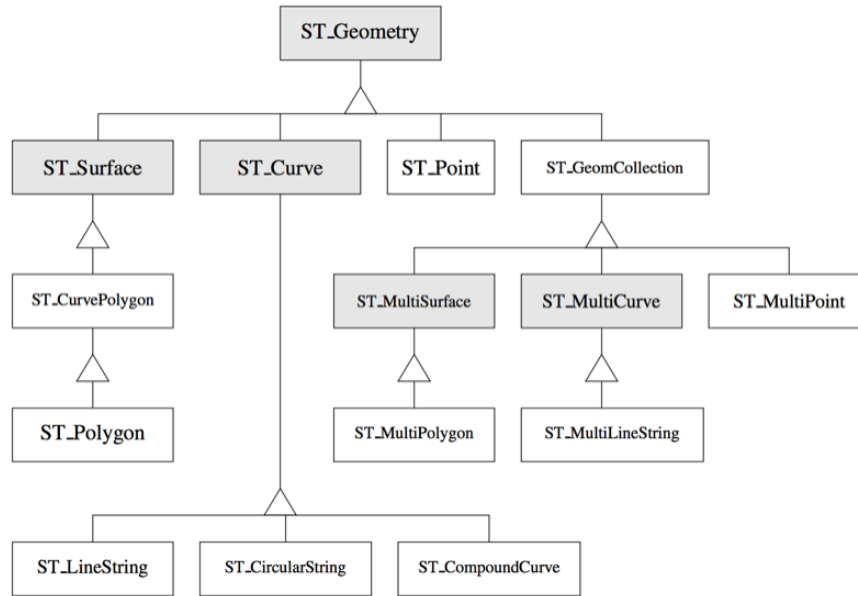 ST_Geometry
ST_Surface
ST_Curve
ST_Point
ST_GeomCollection
ST_CurvePolygon
ST_MultiSurface
ST_MultiCurve
ST_MultiPoint
ST_Polygon
ST_MultiPolygon
ST_MultiLineString
ST_LineString
ST_CircularString
ST_CompoundCurve